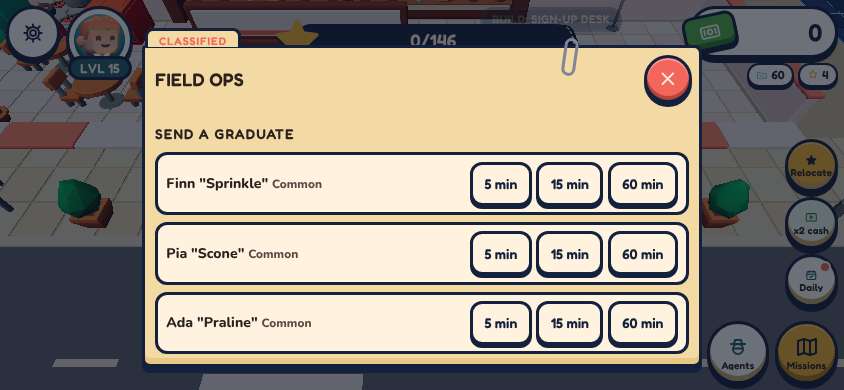 BUILD: SIGN-UP DESK
CLASSIFIED
0/146
0
LVL 15
FIELD OPS
60
4
SEND A GRADUATE
Finn "Sprinkle" Common
5 min
15 min
60 min
Relocate
Pia "Scone" Common
5 min
15 min
60 min
x2 cash
Daily
Ada "Praline" Common
5 min
15 min
60 min
Agents
Missions